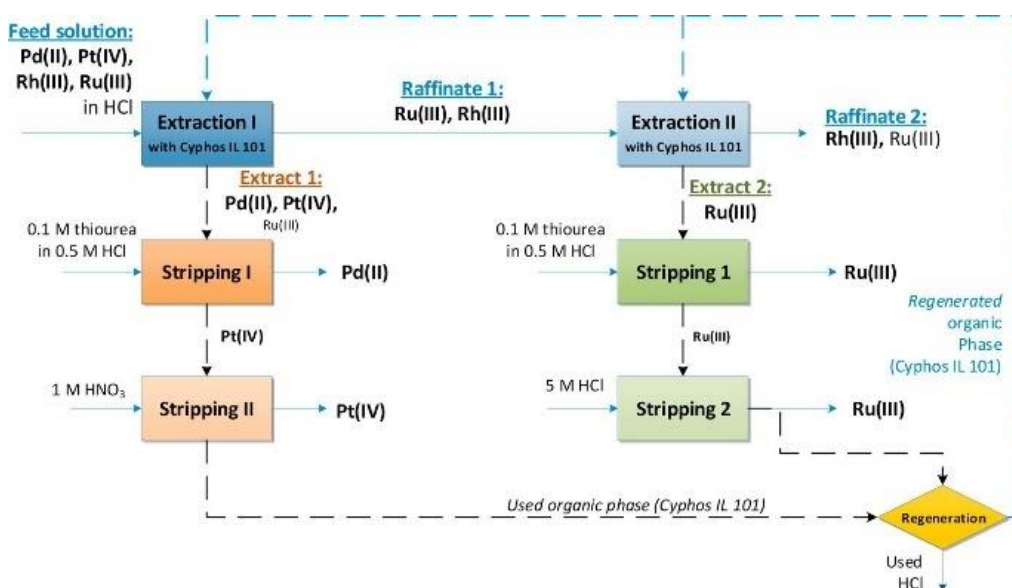 Feed solution:
Pd(II), Pt(IV),
Rh(III), Ru(III)
in HCl
Extraction I
with Cyphos IL 101
Raffinate 1:
Ru(III), Rh(III)
Extraction II
with Cyphos IL 101
Raffinate 2:
Rh(III), Ru(III)
Extract 1:
Pd(II), Pt(IV),
Ru(III)
Extract 2:
Ru(III)
0.1 M thiourea
in 0.5 M HCl
Stripping I
Pd(II)
0.1 M thiourea
in 0.5 M HCl
Stripping 1
Ru(III)
Regenerated
organic
Phase
(Cyphos IL 101)
Pt(IV)
Ru(III)
1 M HNO₃
Stripping II
Pt(IV)
5 M HCl
Stripping 2
Ru(III)
Used organic phase (Cyphos IL 101)
Regeneration
Used
HCl